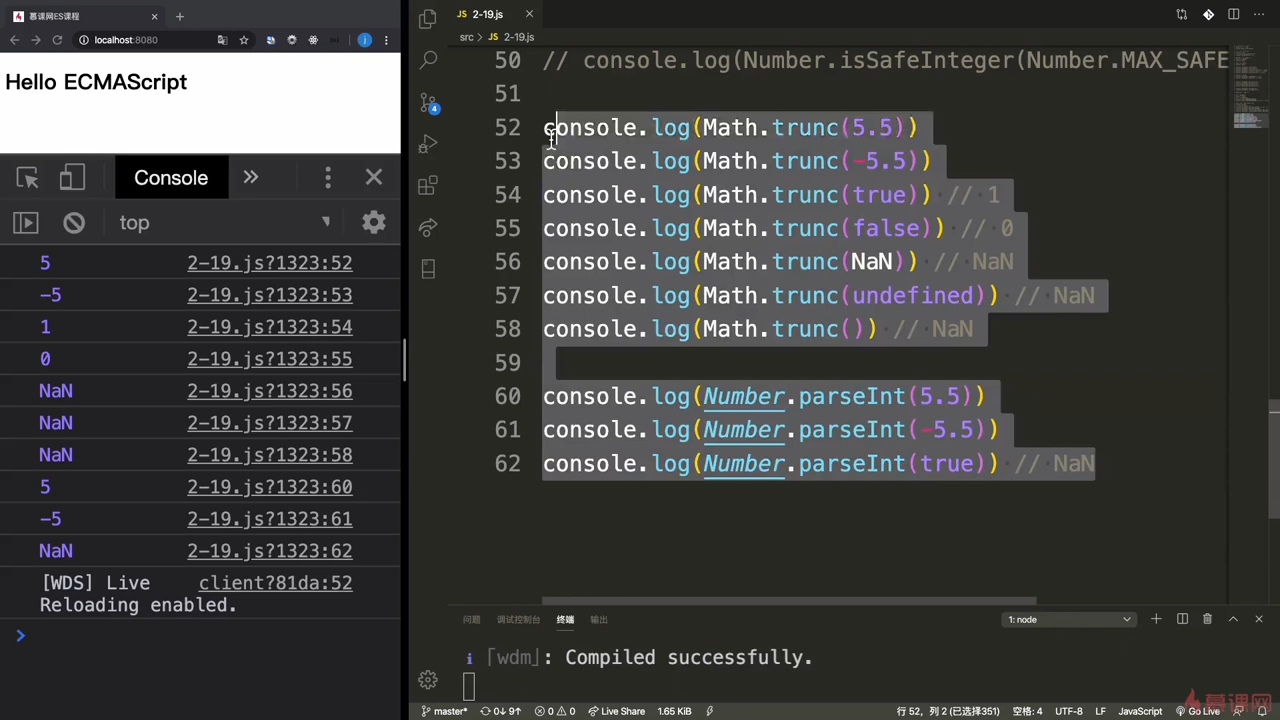 慕课网ES课程
localhost:8080
Hello ECMAScript
Console
top
5 2-19.js?1323:52
-5 2-19.js?1323:53
1 2-19.js?1323:54
0 2-19.js?1323:55
NaN 2-19.js?1323:56
NaN 2-19.js?1323:57
NaN 2-19.js?1323:58
5 2-19.js?1323:60
-5 2-19.js?1323:61
NaN 2-19.js?1323:62
[WDS] Live client?81da:52
Reloading enabled.
JS 2-19.js
src > JS 2-19.js
50 // console.log(Number.isSafeInteger(Number.MAX_SAFE
51
52 console.log(Math.trunc(5.5))
53 console.log(Math.trunc(-5.5))
54 console.log(Math.trunc(true)) // 1
55 console.log(Math.trunc(false)) // 0
56 console.log(Math.trunc(NaN)) // NaN
57 console.log(Math.trunc(undefined)) // NaN
58 console.log(Math.trunc()) // NaN
59
60 console.log(Number.parseInt(5.5))
61 console.log(Number.parseInt(-5.5))
62 console.log(Number.parseInt(true)) // NaN
4
问题 调试控制台 终端 输出 1: node
i ｢wdm｣: Compiled successfully.
master* 0↓ 9↑ 0 0 Live Share 1.65 KiB 行 52, 列 2 (已选择351) 空格: 4 UTF-8 LF JavaScript Go Live
慕课网